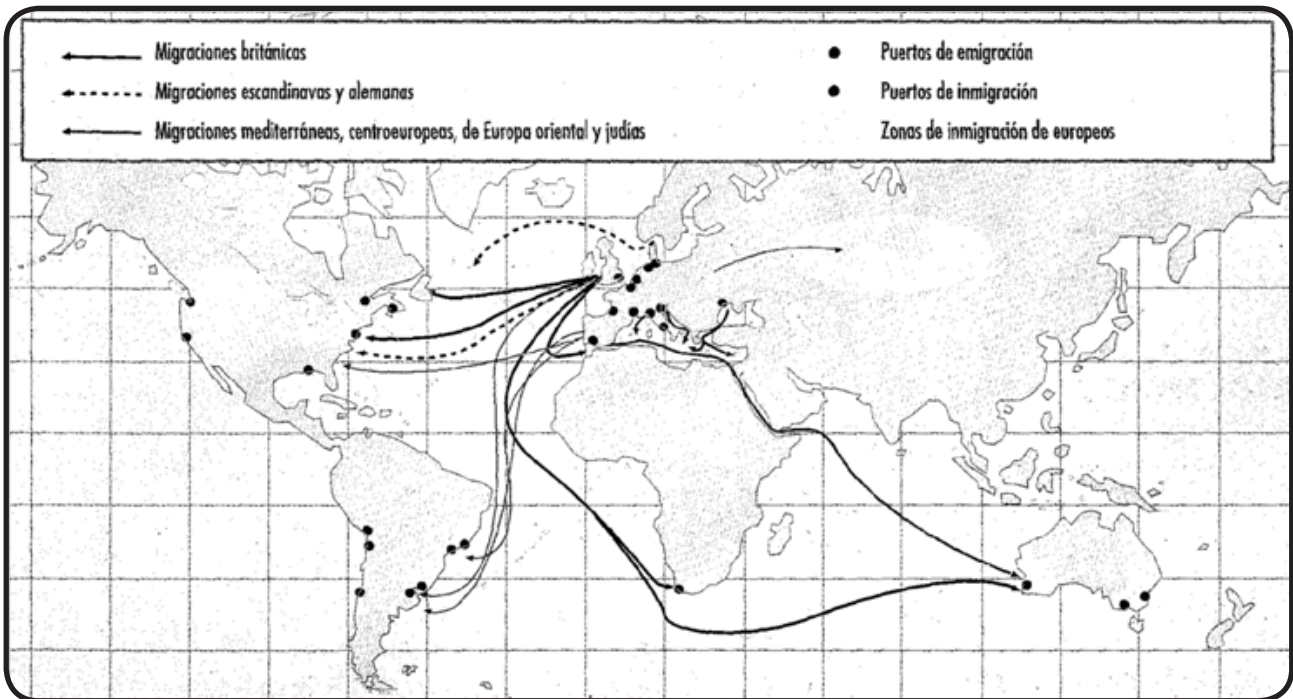 Migraciones británicas
Migraciones escandinavas y alemanas
Migraciones mediterráneas, centroeuropeas, de Europa oriental y judías
Puertos de emigración
Puertos de inmigración
Zonas de inmigración de europeos